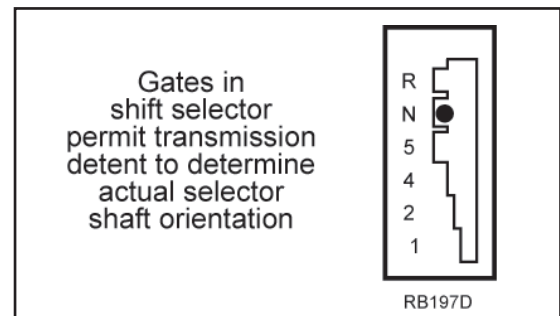 Gates in
shift selector
permit transmission
detent to determine
actual selector
shaft orientation
R
N
5
4
2
1
RB197D